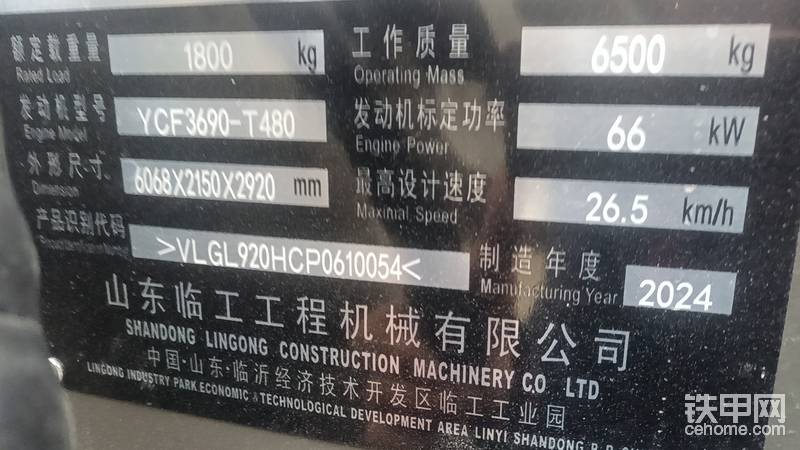 额定载重量 1800 kg 工作质量 6500 kg
Rated Load Operating Mass
发动机型号 YCF3690-T480 发动机标定功率 66 kW
Engine Model Engine Power
外形尺寸 6068X2150X2920 mm 最高设计速度 26.5 km/h
Dimension Maximal Speed
产品识别代码 >VLGL920HCP0610054< 制造年度 2024
Manufacturing Year
山东临工工程机械有限公司
SHANDONG LINGONG CONSTRUCTION MACHINERY CO LTD
中国·山东·临沂经济技术开发区临工工业园
LINGONG INDUSTRY PARK ECONOMIC & TECHNOLOGICAL DEVELOPMENT AREA LINYI SHANDONG
铁甲网
cehome.com